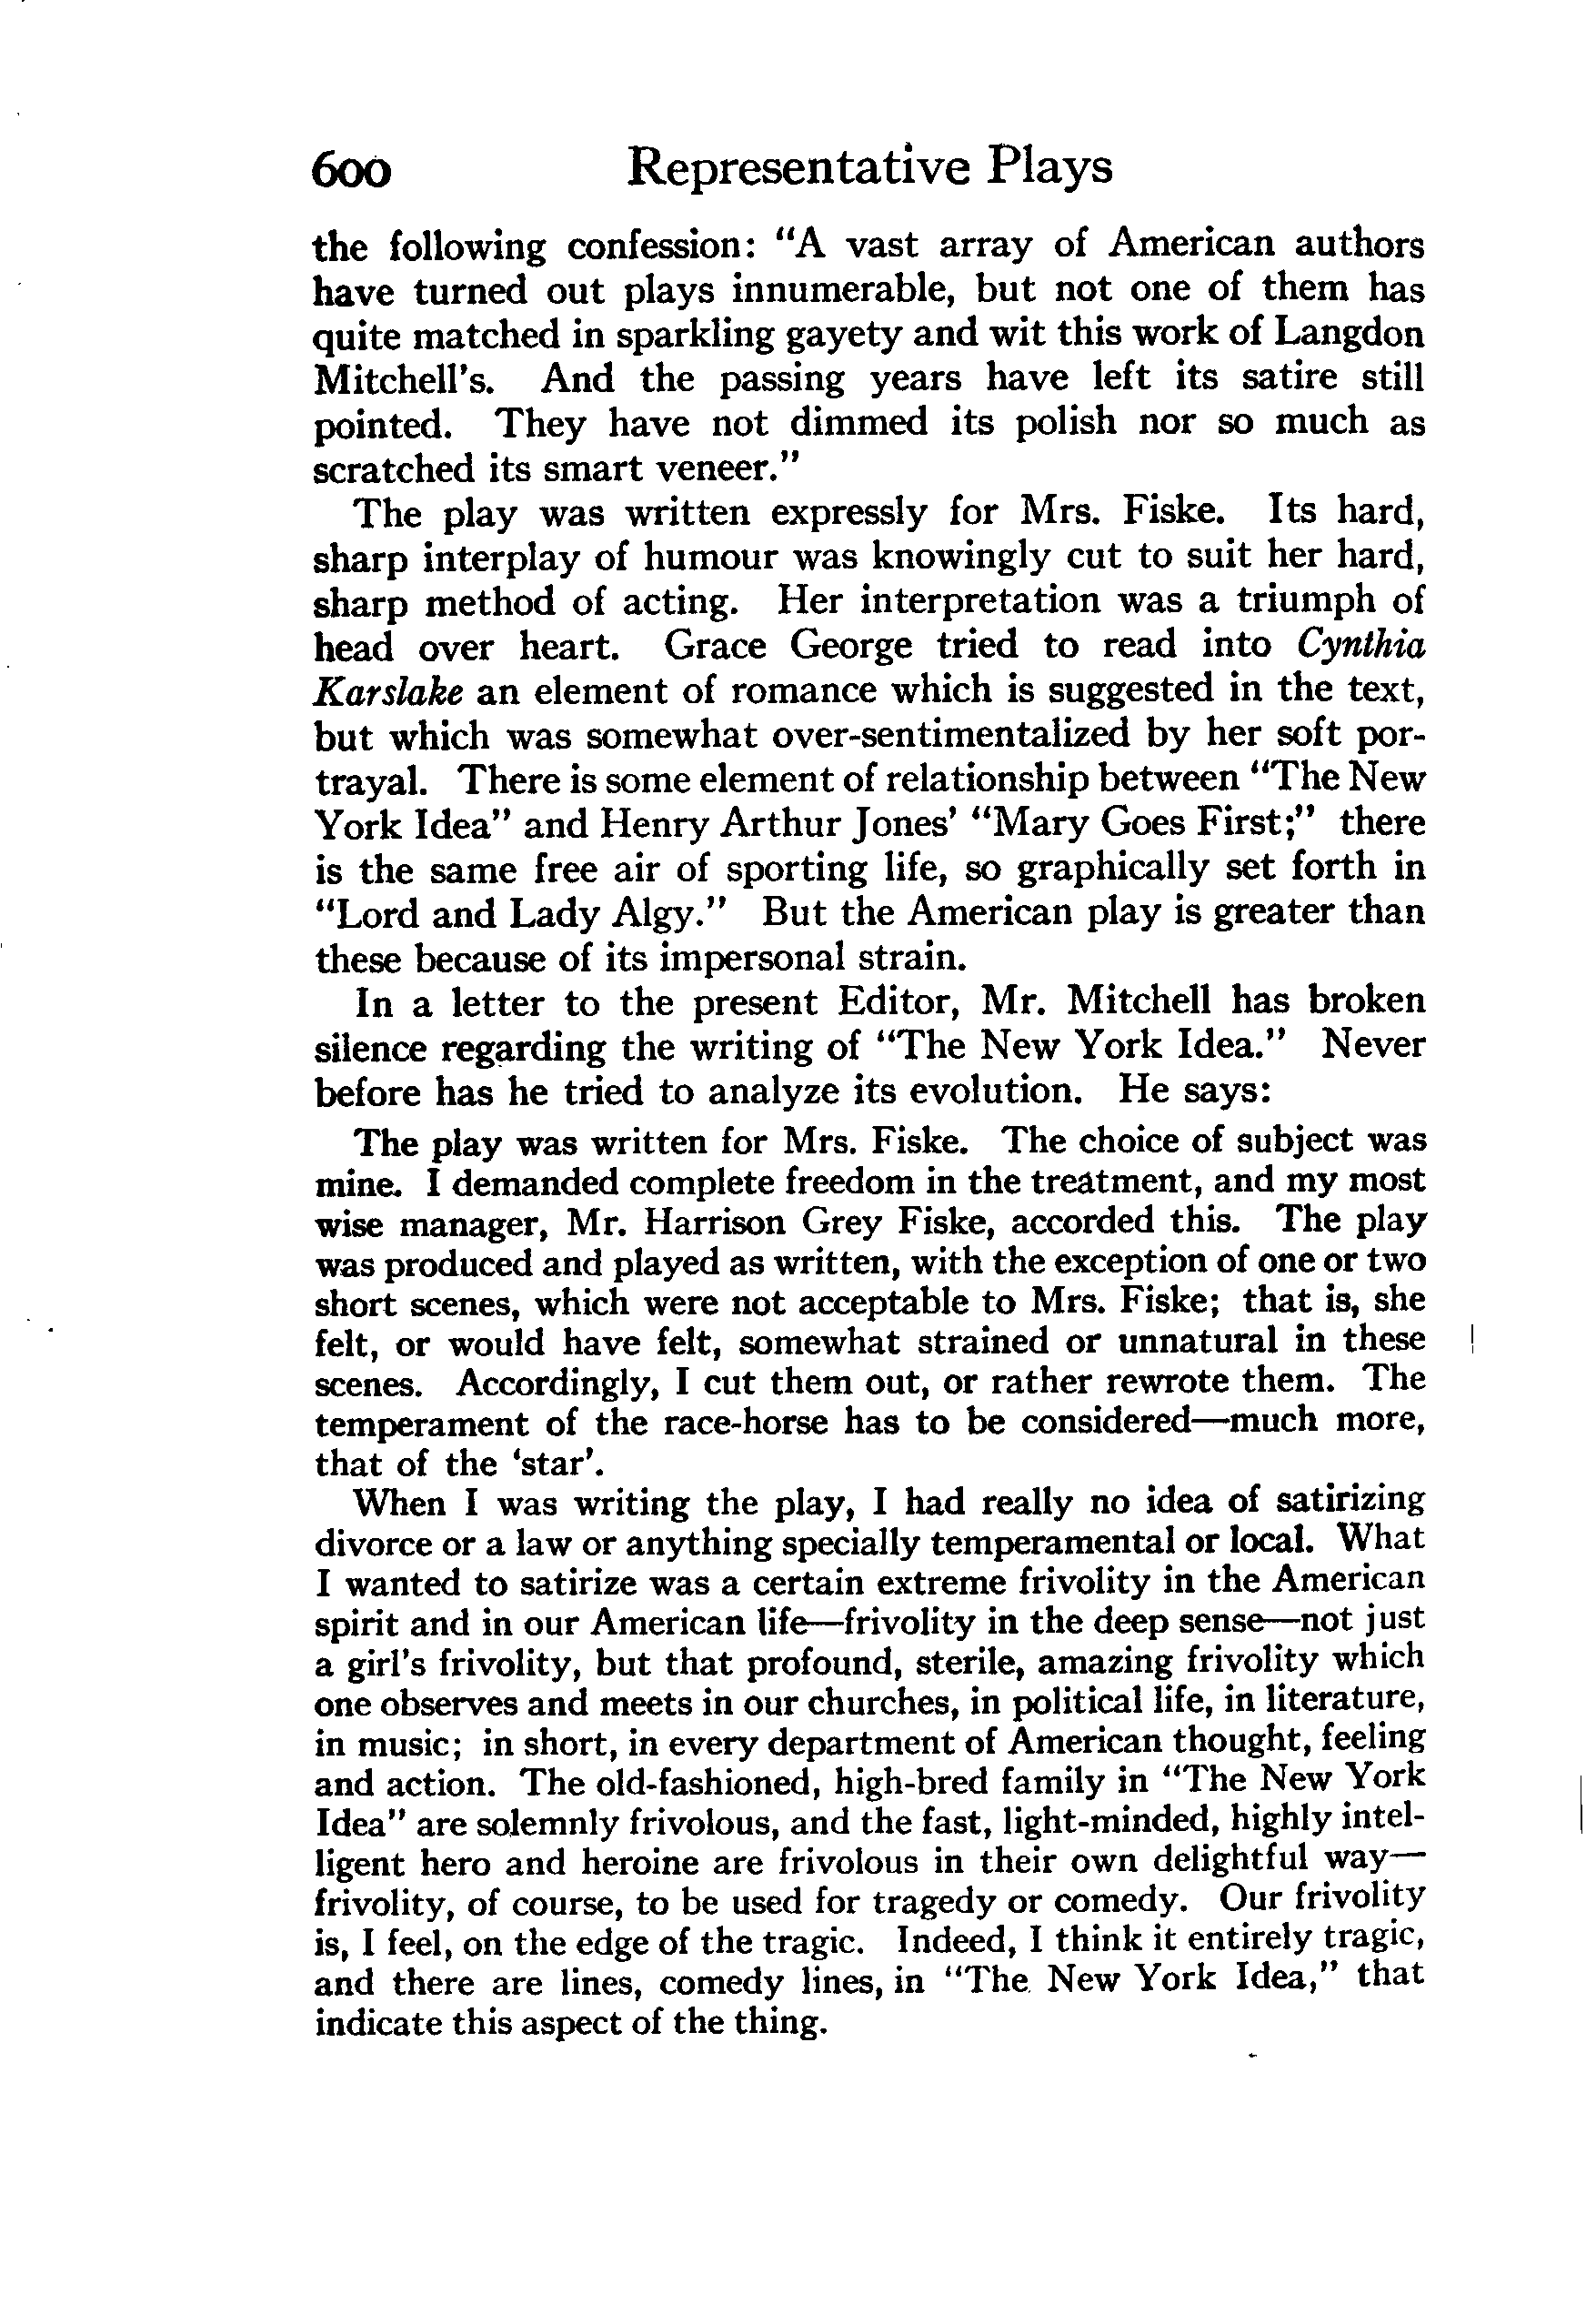 600 Representative Plays
the following confession: "A vast array of American authors
have turned out plays innumerable, but not one of them has
quite matched in sparkling gayety and wit this work of Langdon
Mitchell's. And the passing years have left its satire still
pointed. They have not dimmed its polish nor so much as
scratched its smart veneer."
The play was written expressly for Mrs. Fiske. Its hard,
sharp interplay of humour was knowingly cut to suit her hard,
sharp method of acting. Her interpretation was a triumph of
head over heart. Grace George tried to read into Cynthia
Karslake an element of romance which is suggested in the text,
but which was somewhat over-sentimentalized by her soft por-
trayal. There is some element of relationship between "The New
York Idea" and Henry Arthur Jones' "Mary Goes First;" there
is the same free air of sporting life, so graphically set forth in
"Lord and Lady Algy." But the American play is greater than
these because of its impersonal strain.
In a letter to the present Editor, Mr. Mitchell has broken
silence regarding the writing of "The New York Idea." Never
before has he tried to analyze its evolution. He says:
The play was written for Mrs. Fiske. The choice of subject was
mine. I demanded complete freedom in the treatment, and my most
wise manager, Mr. Harrison Grey Fiske, accorded this. The play
was produced and played as written, with the exception of one or two
short scenes, which were not acceptable to Mrs. Fiske; that is, she
felt, or would have felt, somewhat strained or unnatural in these
scenes. Accordingly, I cut them out, or rather rewrote them. The
temperament of the race-horse has to be considered—much more,
that of the 'star'.
When I was writing the play, I had really no idea of satirizing
divorce or a law or anything specially temperamental or local. What
I wanted to satirize was a certain extreme frivolity in the American
spirit and in our American life—frivolity in the deep sense—not just
a girl's frivolity, but that profound, sterile, amazing frivolity which
one observes and meets in our churches, in political life, in literature,
in music; in short, in every department of American thought, feeling
and action. The old-fashioned, high-bred family in "The New York
Idea" are solemnly frivolous, and the fast, light-minded, highly intel-
ligent hero and heroine are frivolous in their own delightful way—
frivolity, of course, to be used for tragedy or comedy. Our frivolity
is, I feel, on the edge of the tragic. Indeed, I think it entirely tragic,
and there are lines, comedy lines, in "The New York Idea," that
indicate this aspect of the thing.